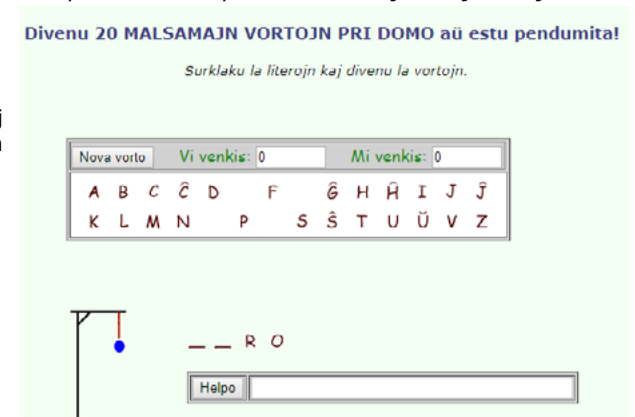 Divenu 20 MALSAMAJN VORTOJN PRI DOMO aŭ estu pendumita!
Surklaku la literojn kaj divenu la vortojn.
Nova vorto Vi venkis: 0 Mi venkis: 0
A B C Ĉ D F Ĝ H Ĥ I J Ĵ
K L M N P S Ŝ T U Ŭ V Z
_ _ R O
Helpo